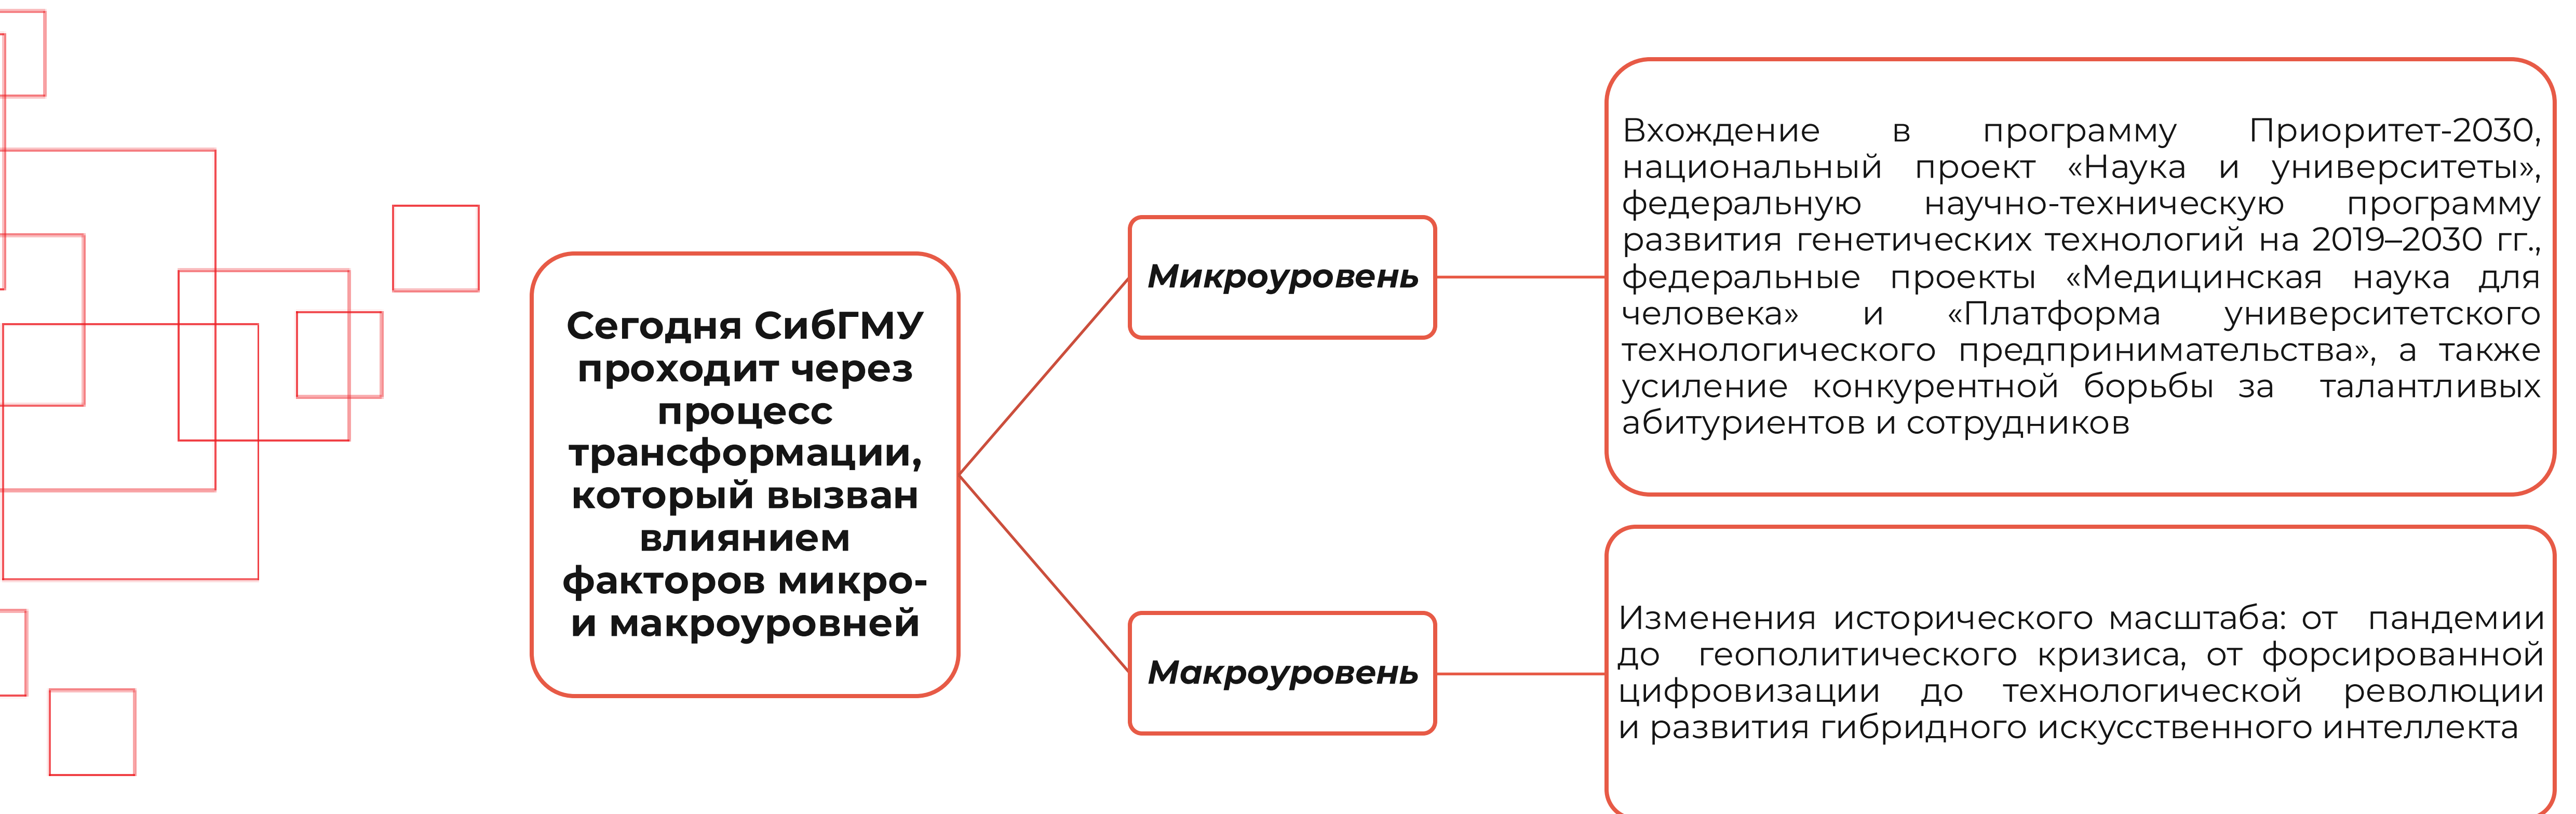 Сегодня СибГМУ
проходит через
процесс
трансформации,
который вызван
влиянием
факторов микро-
и макроуровней
Микроуровень
Вхождение в программу Приоритет-2030,
национальный проект «Наука и университеты»,
федеральную научно-техническую программу
развития генетических технологий на 2019–2030 гг.,
федеральные проекты «Медицинская наука для
человека» и «Платформа университетского
технологического предпринимательства», а также
усиление конкурентной борьбы за талантливых
абитуриентов и сотрудников
Макроуровень
Изменения исторического масштаба: от пандемии
до геополитического кризиса, от форсированной
цифровизации до технологической революции
и развития гибридного искусственного интеллекта